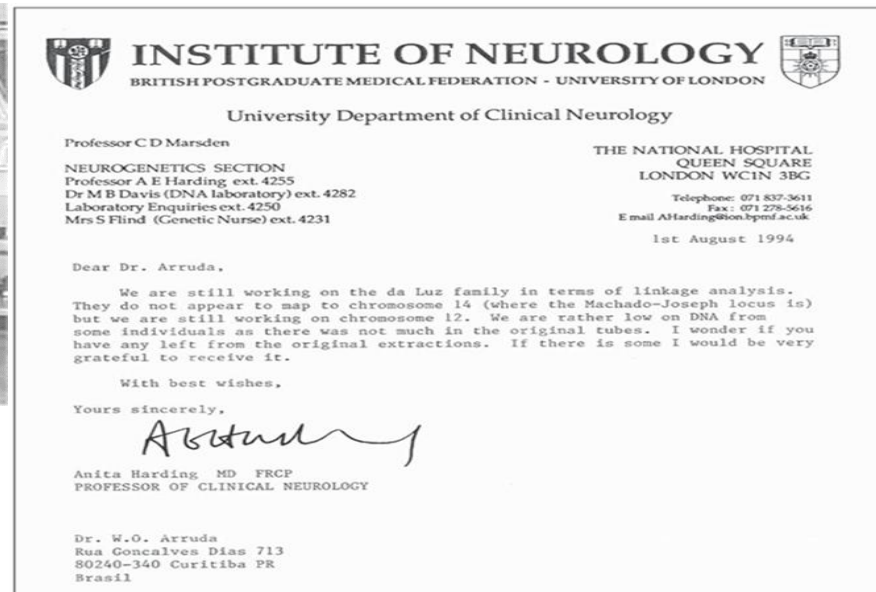 INSTITUTE OF NEUROLOGY
BRITISH POSTGRADUATE MEDICAL FEDERATION - UNIVERSITY OF LONDON
University Department of Clinical Neurology
Professor C D Marsden
NEUROGENETICS SECTION
Professor A E Harding ext. 4255
Dr M B Davis (DNA laboratory) ext. 4282
Laboratory Enquiries ext. 4250
Mrs S Flind (Genetic Nurse) ext. 4231
THE NATIONAL HOSPITAL
QUEEN SQUARE
LONDON WC1N 3BG
Telephone: 071 837-3611
Fax: 071 278-5616
E mail AHarding@ion.bpmf.ac.uk
1st August 1994
Dear Dr. Arruda,
We are still working on the da Luz family in terms of linkage analysis.
They do not appear to map to chromosome 14 (where the Machado-Joseph locus is)
but we are still working on chromosome 12. We are rather low on DNA from
some individuals as there was not much in the original tubes. I wonder if you
have any left from the original extractions. If there is some I would be very
grateful to receive it.
With best wishes,
Yours sincerely,
Anita Harding MD FRCP
PROFESSOR OF CLINICAL NEUROLOGY
Dr. W.O. Arruda
Rua Goncalves Dias 713
80240-340 Curitiba PR
Brasil